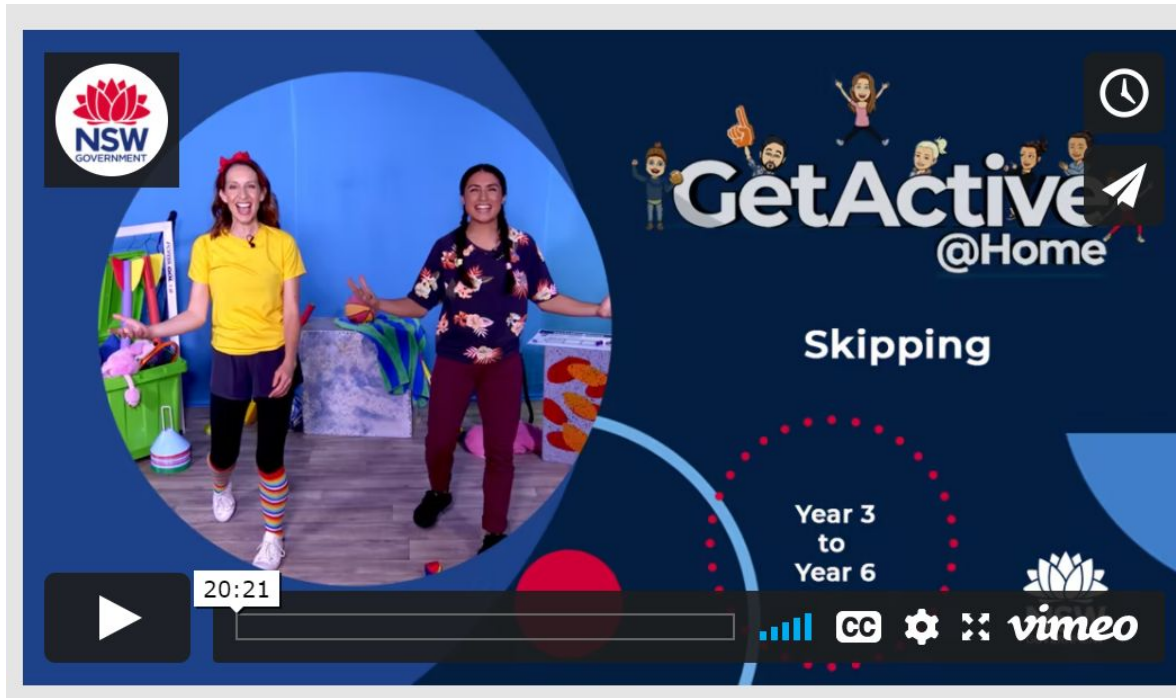 NSW
GOVERNMENT
GetActive
@Home
Skipping
Year 3
to
Year 6
20:21
CC
vimeo